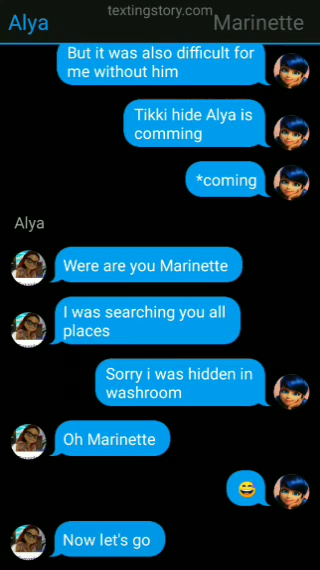 textingstory.com
Alya
Marinette
But it was also difficult for
me without him
Tikki hide Alya is
comming
*coming
Alya
Were are you Marinette
I was searching you all
places
Sorry i was hidden in
washroom
Oh Marinette
😅
Now let's go